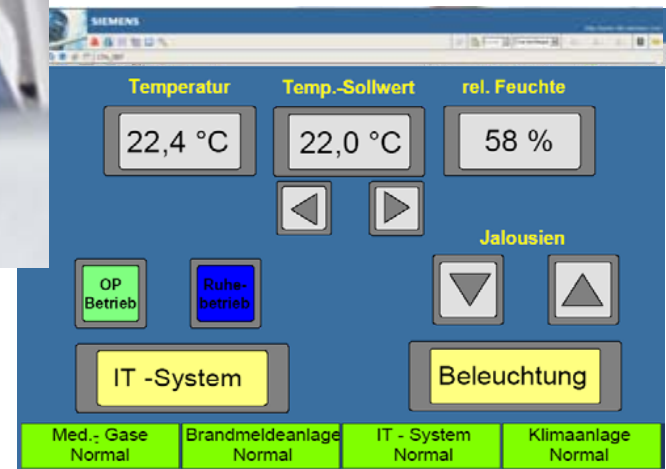 SIEMENS
Temperatur Temp.-Sollwert rel. Feuchte
22,4 °C 22,0 °C 58 %
Jalousien
OP
Betrieb
Ruhe-
betrieb
IT -System Beleuchtung
Med.- Gase Brandmeldeanlage IT - System Klimaanlage
Normal Normal Normal Normal